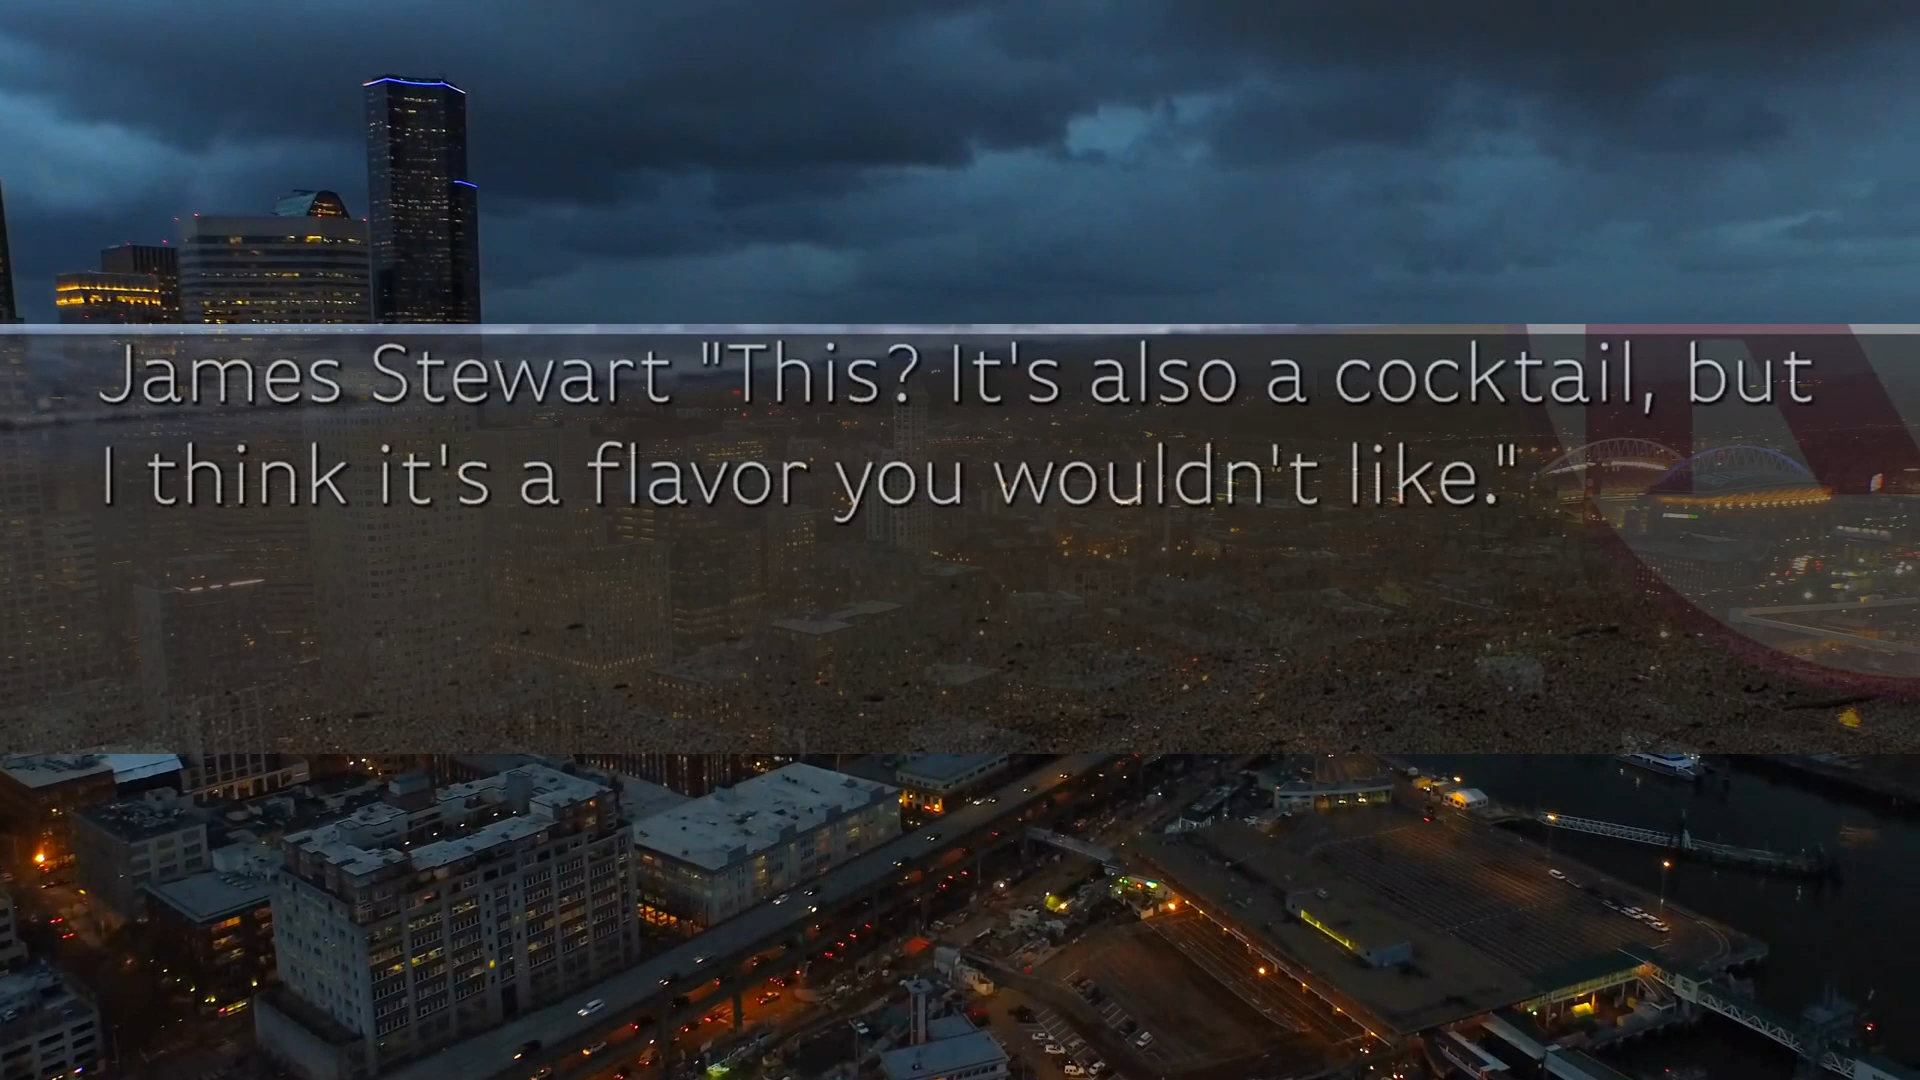 James Stewart "This? It's also a cocktail, but
I think it's a flavor you wouldn't like."